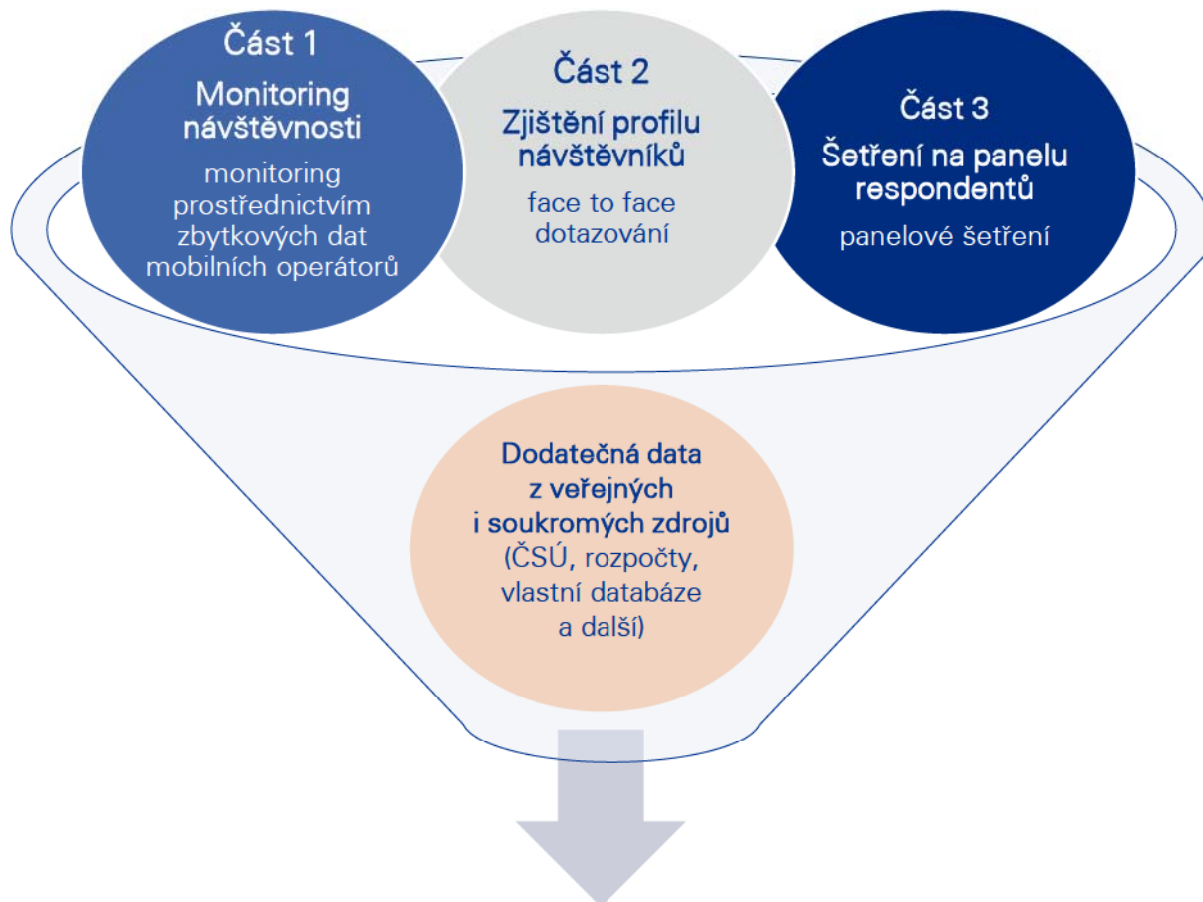 Část 1
Monitoring
návštěvnosti
monitoring
prostřednictvím
zbytkových dat
mobilních operátorů
Část 2
Zjištění profilu
návštěvníků
face to face
dotazování
Část 3
Šetření na panelu
respondentů
panelové šetření
Dodatečná data
z veřejných
i soukromých zdrojů
(ČSÚ, rozpočty,
vlastní databáze
a další)